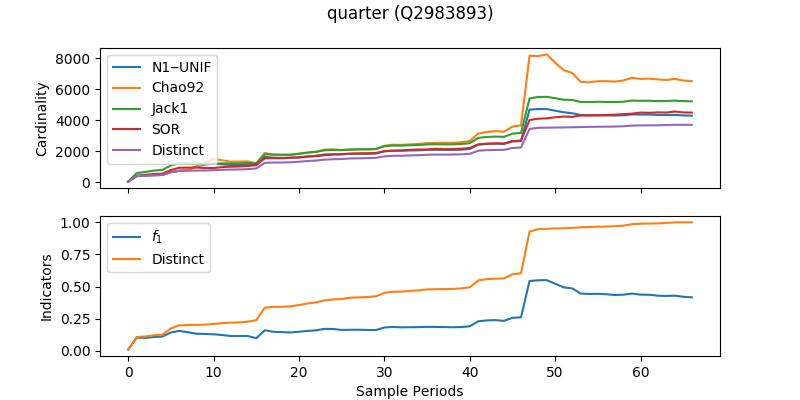 quarter (Q2983893)
8000
6000
4000
2000
0
Cardinality
N1−UNIF
Chao92
Jack1
SOR
Distinct
1.00
0.75
0.50
0.25
0.00
Indicators
f1
Distinct
0 10 20 30 40 50 60
Sample Periods